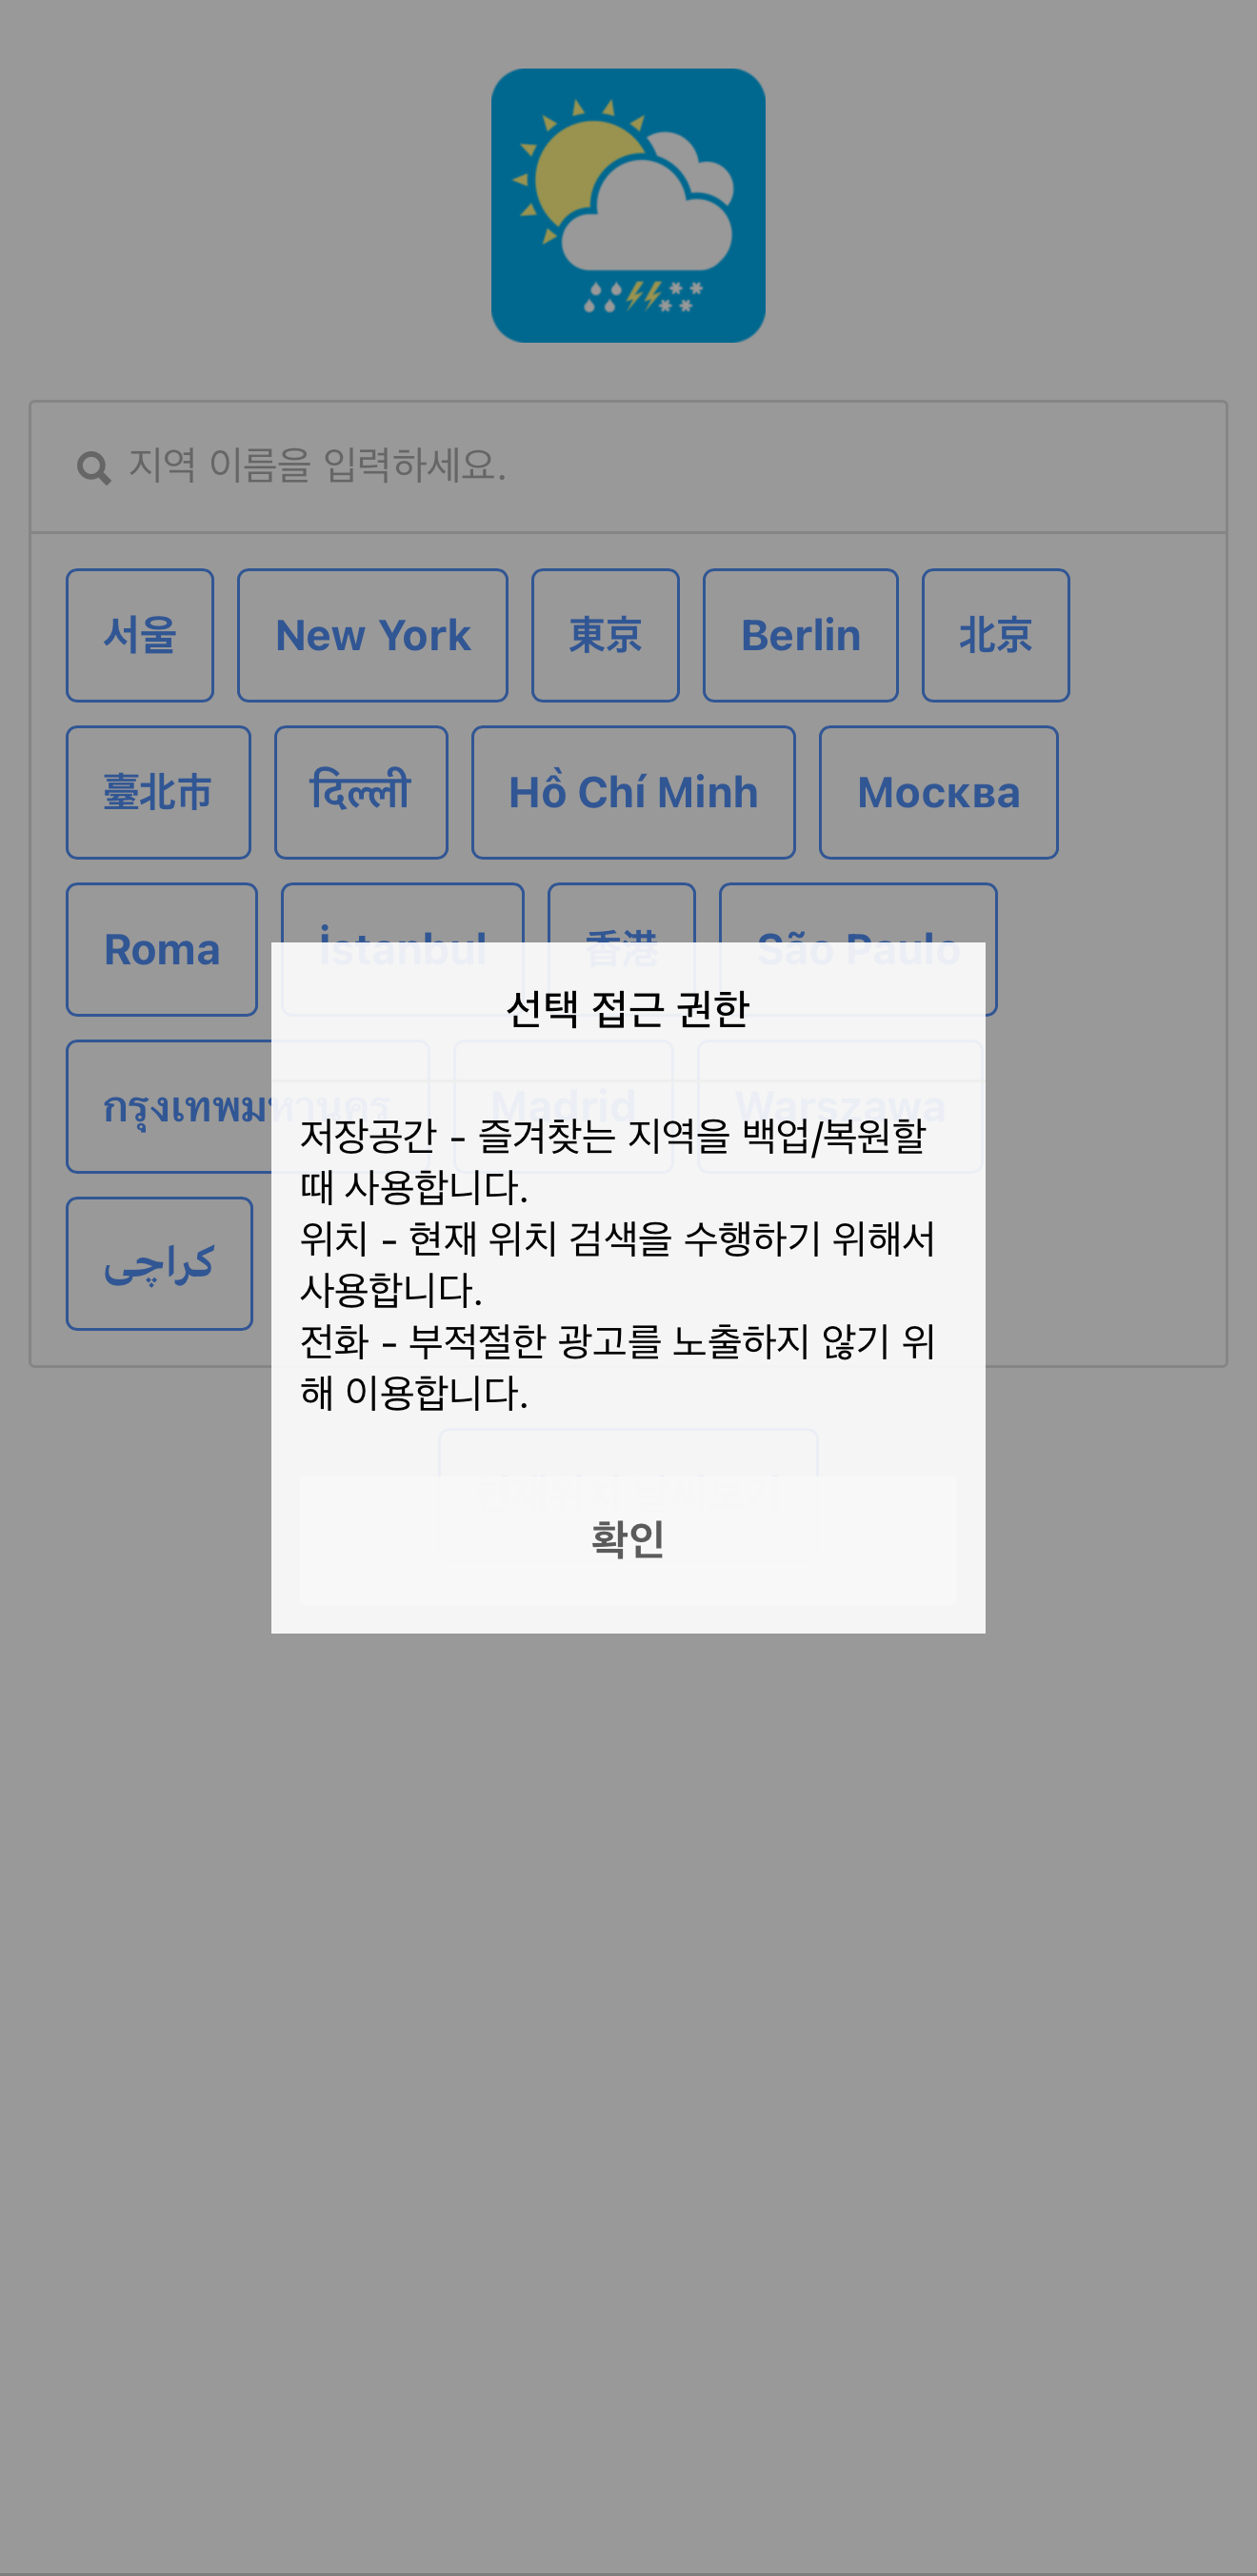 지역 이름을 입력하세요.
서울 New York 東京 Berlin 北京
臺北市 दिल्ली Hồ Chí Minh Москва
Roma İstanbul 香港 São Paulo
선택 접근 권한
กรุงเทพมหานคร Madrid Warszawa
저장공간 - 즐겨찾는 지역을 백업/복원할
때 사용합니다.
위치 - 현재 위치 검색을 수행하기 위해서
사용합니다.
کراچی
전화 - 부적절한 광고를 노출하지 않기 위
해 이용합니다.
확인